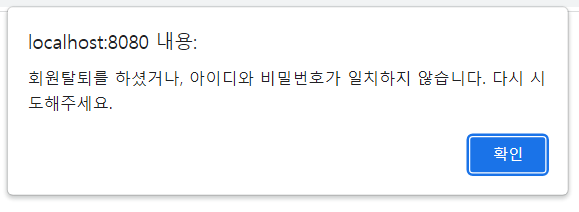 localhost:8080 내용:
회원탈퇴를 하셨거나, 아이디와 비밀번호가 일치하지 않습니다. 다시 시
도해주세요.
확인